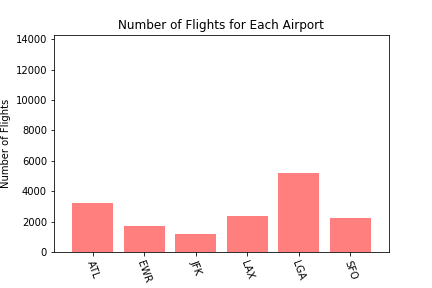 Number of Flights for Each Airport
Number of Flights
14000
12000
10000
8000
6000
4000
2000
0
ATL
EWR
JFK
LAX
LGA
SFO